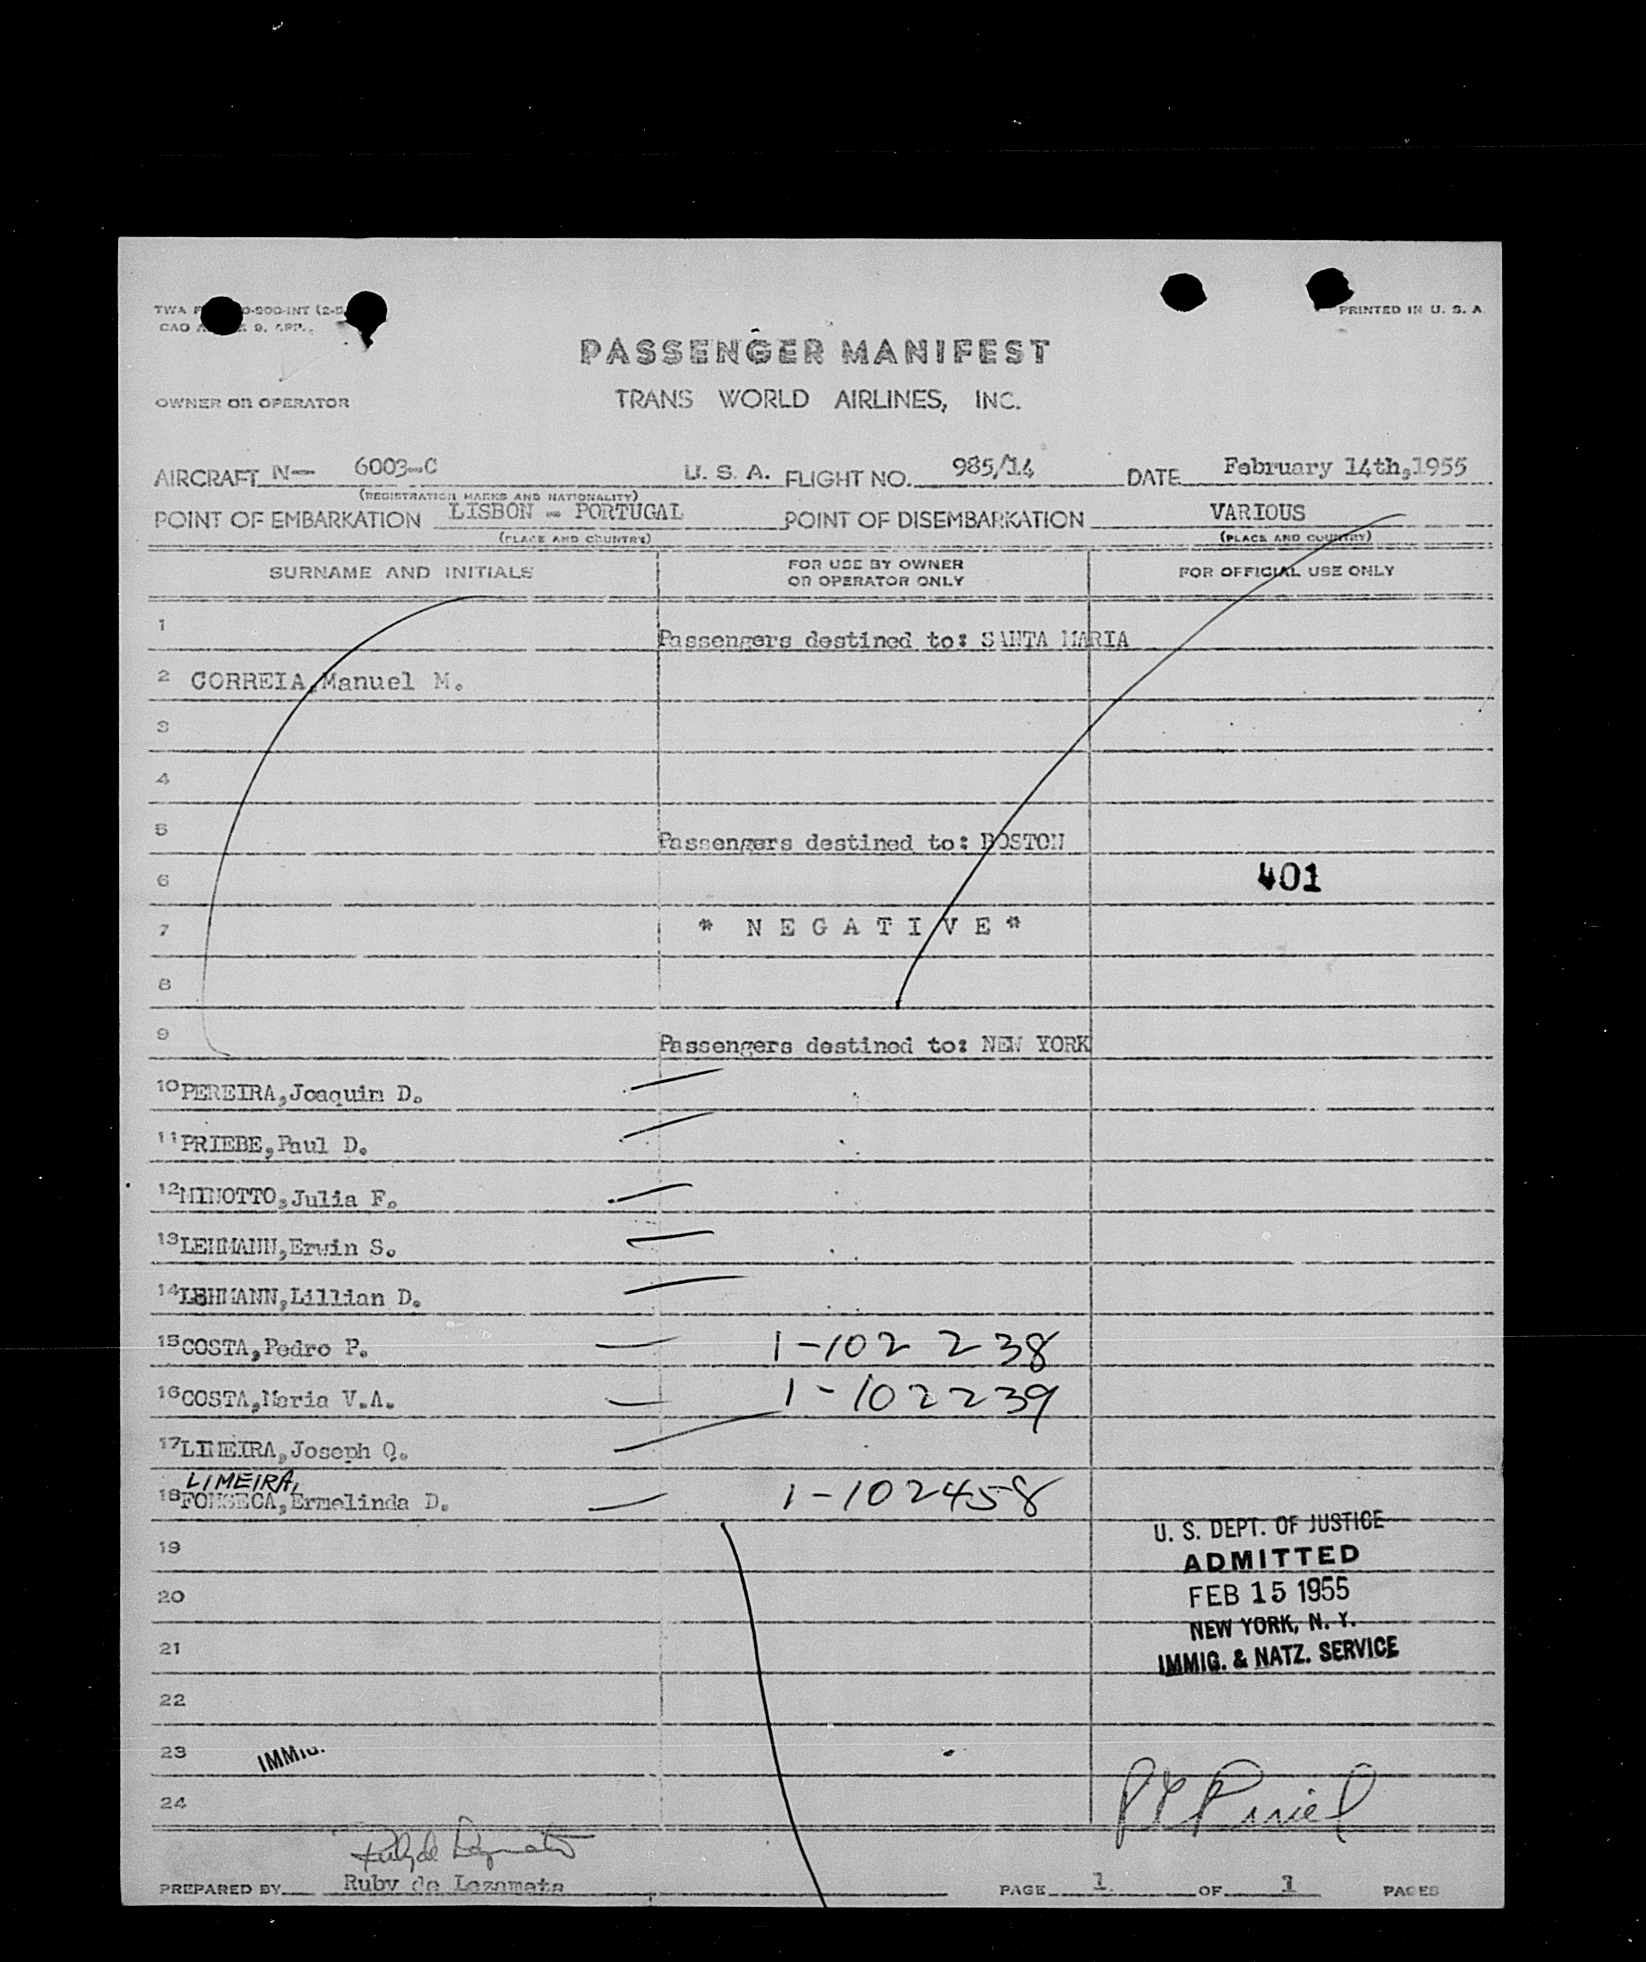 PRINTED IN U. S. A.
PASSENGER MANIFEST
OWNER OR OPERATOR TRANS WORLD AIRLINES, INC.
AIRCRAFT N- 6003-C U. S. A. FLIGHT NO. 985/14 DATE February 14th,1955
(REGISTRATION MARKS AND NATIONALITY)
POINT OF EMBARKATION LISBON - PORTUGAL POINT OF DISEMBARKATION VARIOUS
(PLACE AND COUNTRY) (PLACE AND COUNTRY)
SURNAME AND INITIALS FOR USE BY OWNER OR OPERATOR ONLY FOR OFFICIAL USE ONLY
1 Passengers destined to: SANTA MARIA
2 CORREIA,Manuel M.
3
4
5 Passengers destined to: BOSTON
6 401
7 * N E G A T I V E *
8
9 Passengers destined to: NEW YORK
10 PEREIRA,Joaquim D.
11 PRIEBE,Paul D.
12 MINOTTO,Julia F.
13 LEHMANN,Erwin S.
14 LEHMANN,Lillian D.
15 COSTA,Pedro P. 1-102 238
16 COSTA,Maria V.A. 1-102239
17 LIMEIRA,Joseph Q.
LIMEIRA,
18 FONSECA,Ermelinda D. 1-102458
19 U. S. DEPT. OF JUSTICE
ADMITTED
20 FEB 15 1955
21 NEW YORK, N. Y.
IMMIG. & NATZ. SERVICE
22
23 IMMIG.
24
PREPARED BY Ruby de Lezameta PAGE 1 OF 1 PAGES